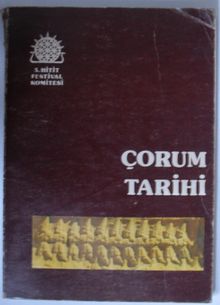 5. HİTİT
FESTİVAL
KOMİTESİ
ÇORUM
TARİHİ